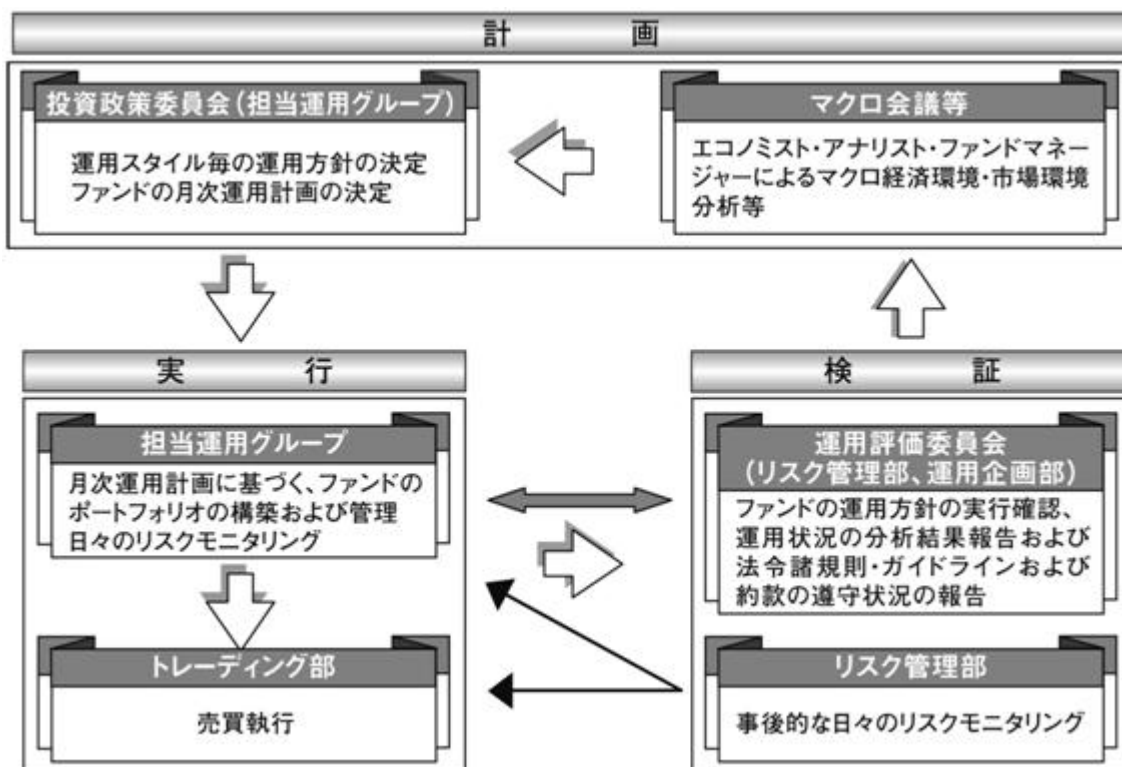 計画
投資政策委員会(担当運用グループ)
運用スタイル毎の運用方針の決定
ファンドの月次運用計画の決定
マクロ会議等
エコノミスト・アナリスト・ファンドマネー
ジャーによるマクロ経済環境・市場環境
分析等
実行
担当運用グループ
月次運用計画に基づく、ファンドの
ポートフォリオの構築および管理
日々のリスクモニタリング
トレーディング部
売買執行
検証
運用評価委員会
(リスク管理部、運用企画部)
ファンドの運用方針の実行確認、
運用状況の分析結果報告および
法令諸規則・ガイドラインおよび
約款の遵守状況の報告
リスク管理部
事後的な日々のリスクモニタリング